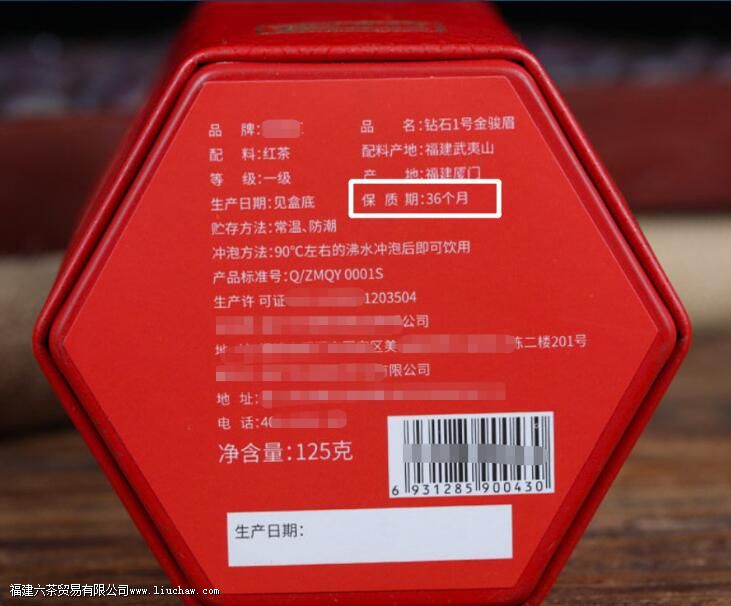 品 牌: 品 名:钻石1号金骏眉
配 料:红茶 配料产地:福建武夷山
等 级:一级 产 地:福建厦门
生产日期:见盒底 保 质 期:36个月
贮存方法:常温、防潮
冲泡方法:90℃左右的沸水冲泡后即可饮用
产品标准号:Q/ZMQY 0001S
生产许可证 1203504
公司
地 区美 栋二楼201号
有限公司
地 址:
电 话:40
净含量:125克
6 931285 900430
生产日期:
福建六茶贸易有限公司www.liuchaw.com